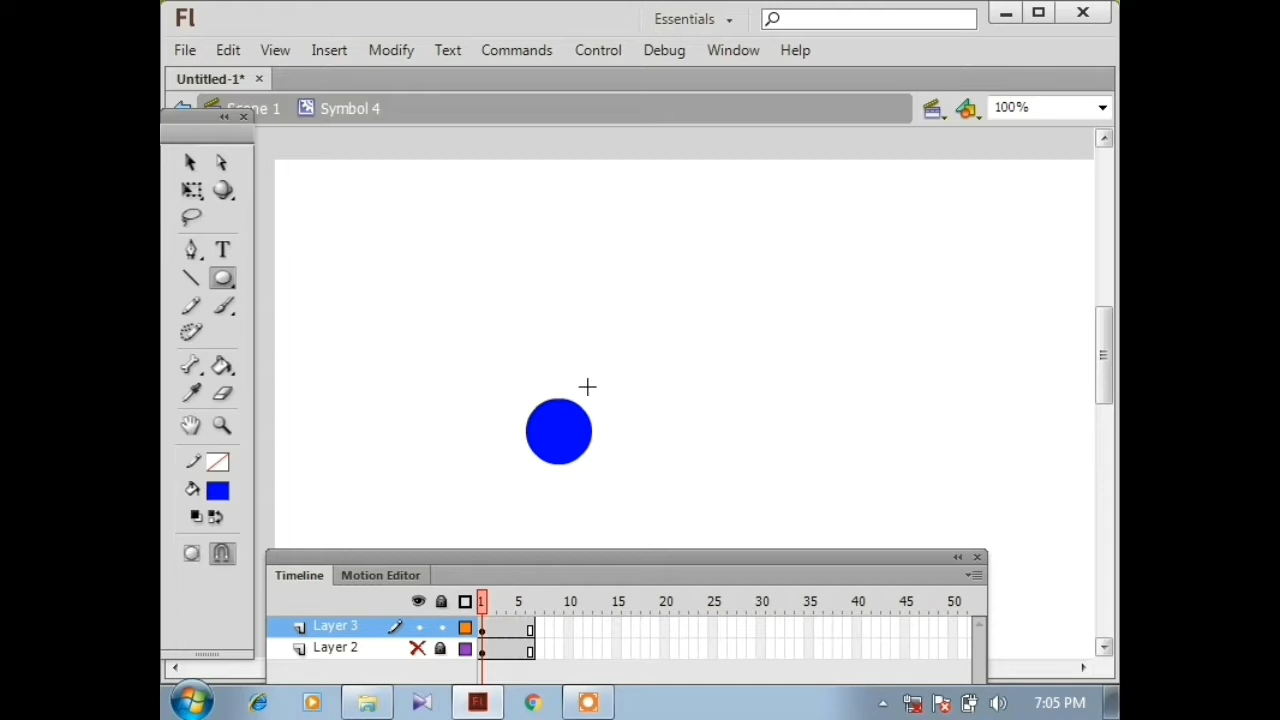 Fl Essentials
File Edit View Insert Modify Text Commands Control Debug Window Help
Untitled-1* ×
Scene 1 Symbol 4 100%
T
Timeline Motion Editor
1 5 10 15 20 25 30 35 40 45 50
Layer 3
Layer 2
Fl 7:05 PM